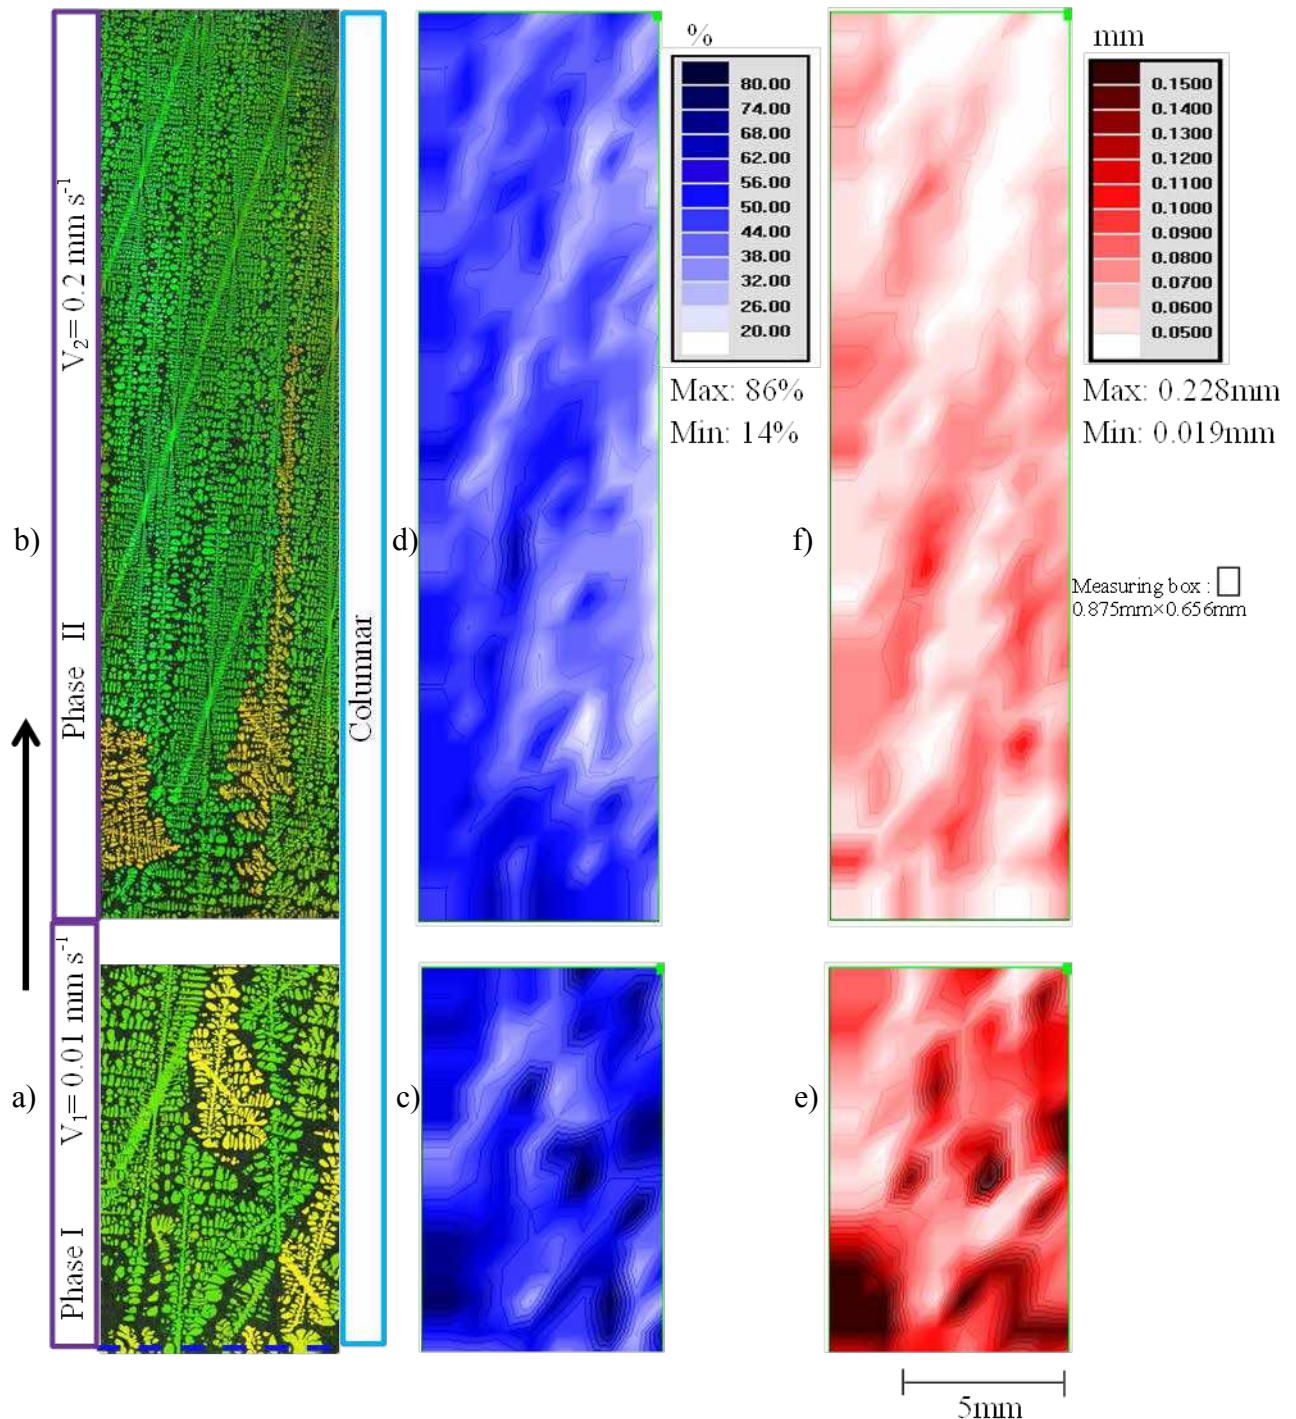 b)
Phase II
V2= 0.2 mm s-1
Columnar
d)
%
80.00
74.00
68.00
62.00
56.00
50.00
44.00
38.00
32.00
26.00
20.00
Max: 86%
Min: 14%
f)
mm
0.1500
0.1400
0.1300
0.1200
0.1100
0.1000
0.0900
0.0800
0.0700
0.0600
0.0500
Max: 0.228mm
Min: 0.019mm
Measuring box :
0.875mm×0.656mm
a)
Phase I
V1= 0.01 mm s-1
c)
e)
5mm